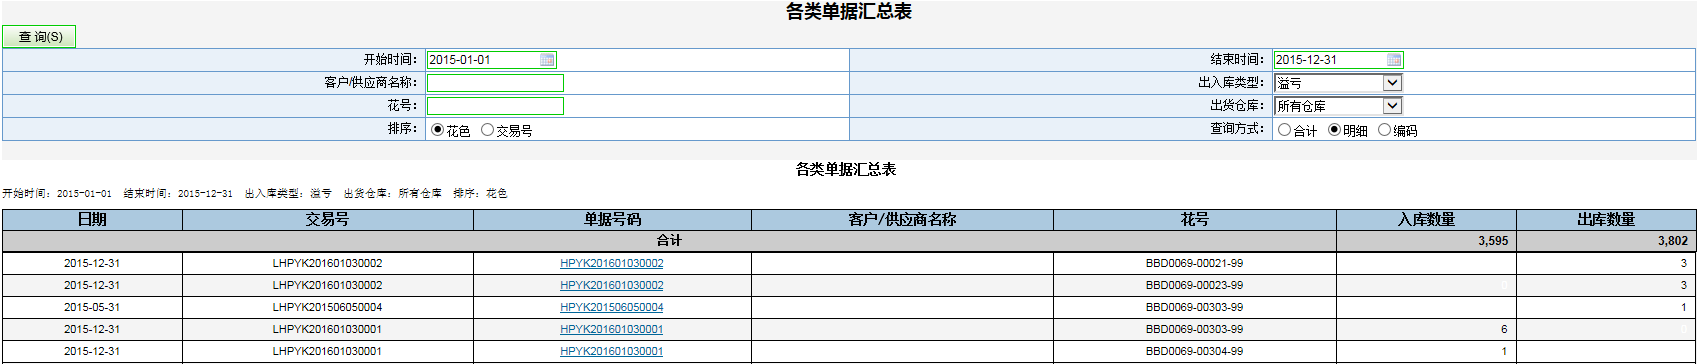 各类单据汇总表
查 询(S)
开始时间： 2015-01-01 结束时间： 2015-12-31
客户/供应商名称： 出入库类型： 溢亏
花号： 出货仓库： 所有仓库
排序： 花色 交易号 查询方式： 合计 明细 编码
各类单据汇总表
开始时间：2015-01-01 结束时间：2015-12-31 出入库类型：溢亏 出货仓库：所有仓库 排序：花色
日期 交易号 单据号码 客户/供应商名称 花号 入库数量 出库数量
合计 3,595 3,802
2015-12-31 LHPYK201601030002 HPYK201601030002 BBD0069-00021-99 3
2015-12-31 LHPYK201601030002 HPYK201601030002 BBD0069-00023-99 0 3
2015-05-31 LHPYK201506050004 HPYK201506050004 BBD0069-00303-99 1
2015-12-31 LHPYK201601030001 HPYK201601030001 BBD0069-00303-99 6 0
2015-12-31 LHPYK201601030001 HPYK201601030001 BBD0069-00304-99 1